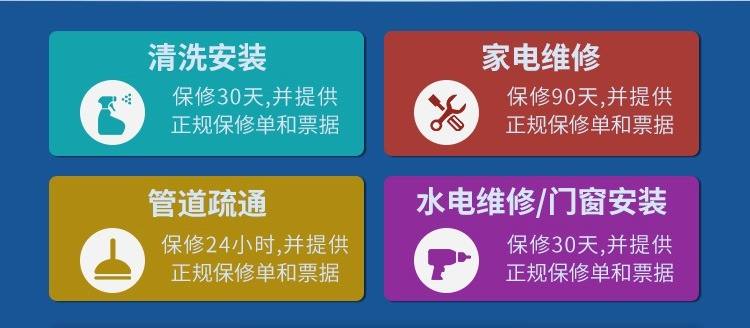 清洗安装
保修30天,并提供
正规保修单和票据
家电维修
保修90天,并提供
正规保修单和票据
管道疏通
保修24小时,并提供
正规保修单和票据
水电维修/门窗安装
保修30天,并提供
正规保修单和票据